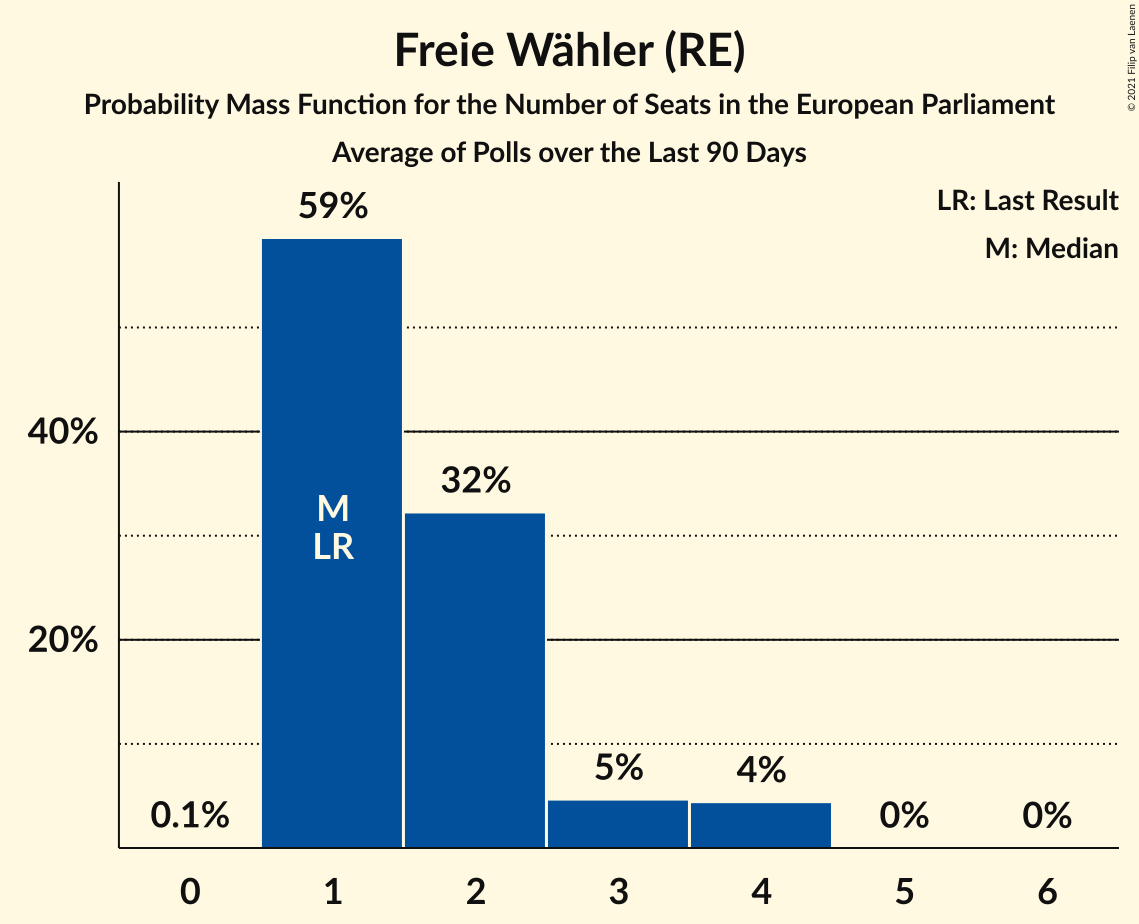 Freie Wähler (RE)
Probability Mass Function for the Number of Seats in the European Parliament
Average of Polls over the Last 90 Days
© 2021 Filip van Laenen
LR: Last Result
M: Median
59%
40%
32%
M
LR
20%
5%
4%
0.1%
0%
0%
0 1 2 3 4 5 6